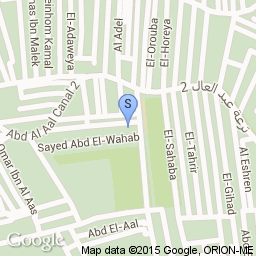 Ibn Malek
einhom Kamal
El-Adaweya
Al Adel
El-Orouba
El-Horeya
S
ترعة عبد العال 2
Abd Al Aal Canal 2
Sayed Abd El-Wahab
El-Sahaba
El-Tahrir
Al Eshren
El-Gihad
Omar Ibn Al Aas
Abd El-Aal
Google
Map data ©2015 Google, ORION-ME